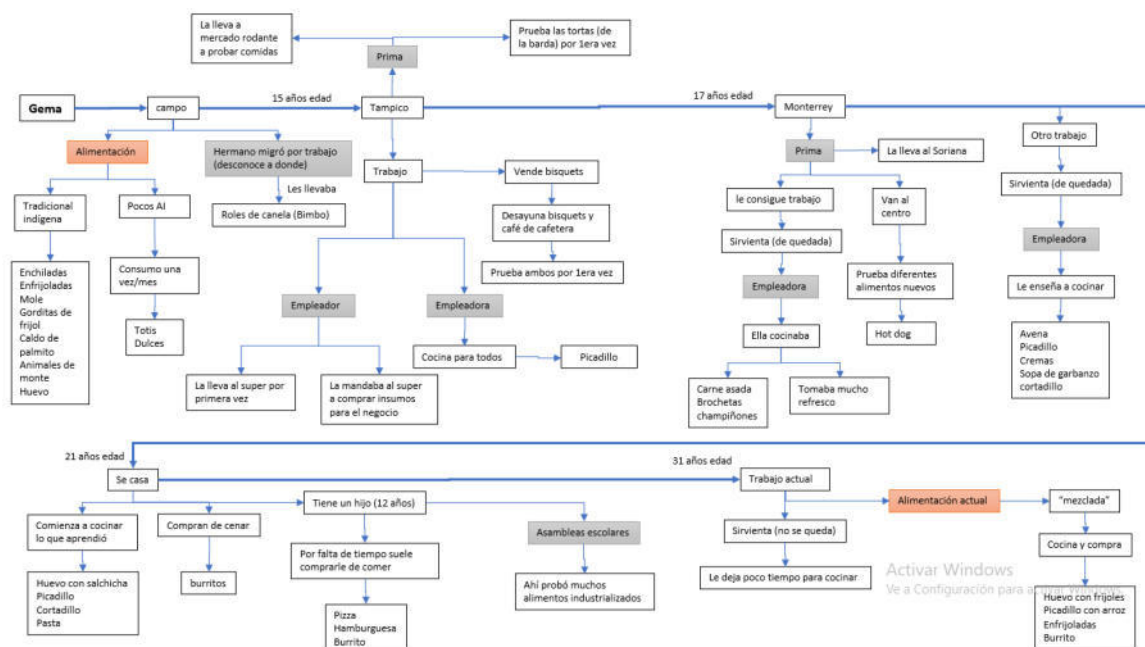 La lleva a
mercado rodante
a probar comidas
Prueba las tortas (de
la barda) por 1era vez
Prima
Gema
campo
15 años edad
Tampico
17 años edad
Monterrey
Alimentación
Hermano migró por trabajo
(desconoce a donde)
Les llevaba
Roles de canela (Bimbo)
Tradicional
indígena
Pocos AI
Enchiladas
Enfrijoladas
Mole
Gorditas de
frijol
Caldo de
palmito
Animales de
monte
Huevo
Consumo una
vez/mes
Totis
Dulces
Trabajo
Vende bisquets
Desayuna bisquets y
café de cafetera
Prueba ambos por 1era vez
Empleador
Empleadora
Cocina para todos
Picadillo
La lleva al super por
primera vez
La mandaba al super
a comprar insumos
para el negocio
Prima
La lleva al Soriana
le consigue trabajo
Van al
centro
Sirvienta (de quedada)
Empleadora
Prueba diferentes
alimentos nuevos
Ella cocinaba
Hot dog
Carne asada
Brochetas
champiñones
Tomaba mucho
refresco
Otro trabajo
Sirvienta (de quedada)
Empleadora
Le enseña a cocinar
Avena
Picadillo
Cremas
Sopa de garbanzo
cortadillo
21 años edad
Se casa
31 años edad
Trabajo actual
Comienza a cocinar
lo que aprendió
Compran de cenar
Tiene un hijo (12 años)
Huevo con salchicha
Picadillo
Cortadillo
Pasta
burritos
Por falta de tiempo suele
comprarle de comer
Pizza
Hamburguesa
Burrito
Asambleas escolares
Ahí probó muchos
alimentos industrializados
Sirvienta (no se queda)
Le deja poco tiempo para cocinar
Alimentación actual
"mezclada"
Cocina y compra
Huevo con frijoles
Picadillo con arroz
Enfrijoladas
Burrito
Activar Windows
Ve a Configuración para activar Windows.